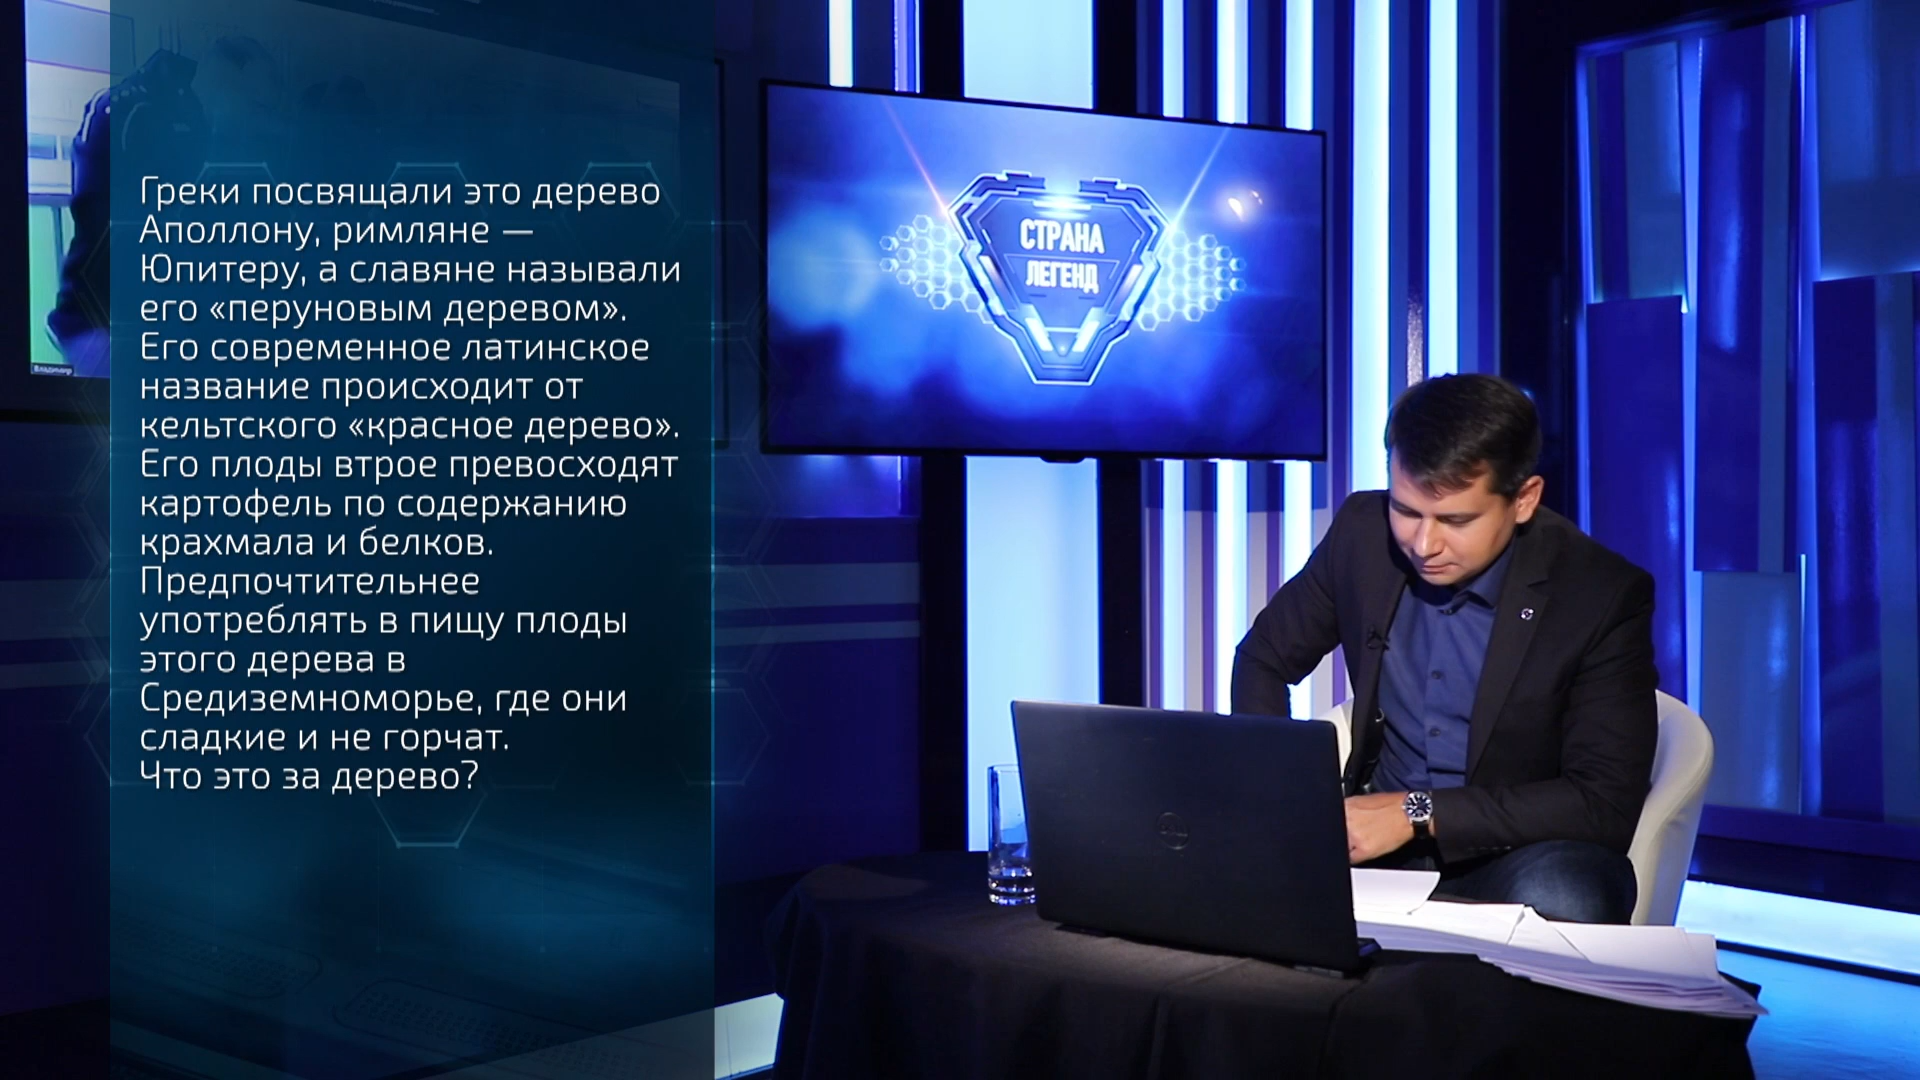 Греки посвящали это дерево
Аполлону, римляне —
Юпитеру, а славяне называли
его «перуновым деревом».
Его современное латинское
название происходит от
кельтского «красное дерево».
Его плоды втрое превосходят
картофель по содержанию
крахмала и белков.
Предпочтительнее
употреблять в пищу плоды
этого дерева в
Средиземноморье, где они
сладкие и не горчат.
Что это за дерево?
СТРАНА
ЛЕГЕНД
Владимир